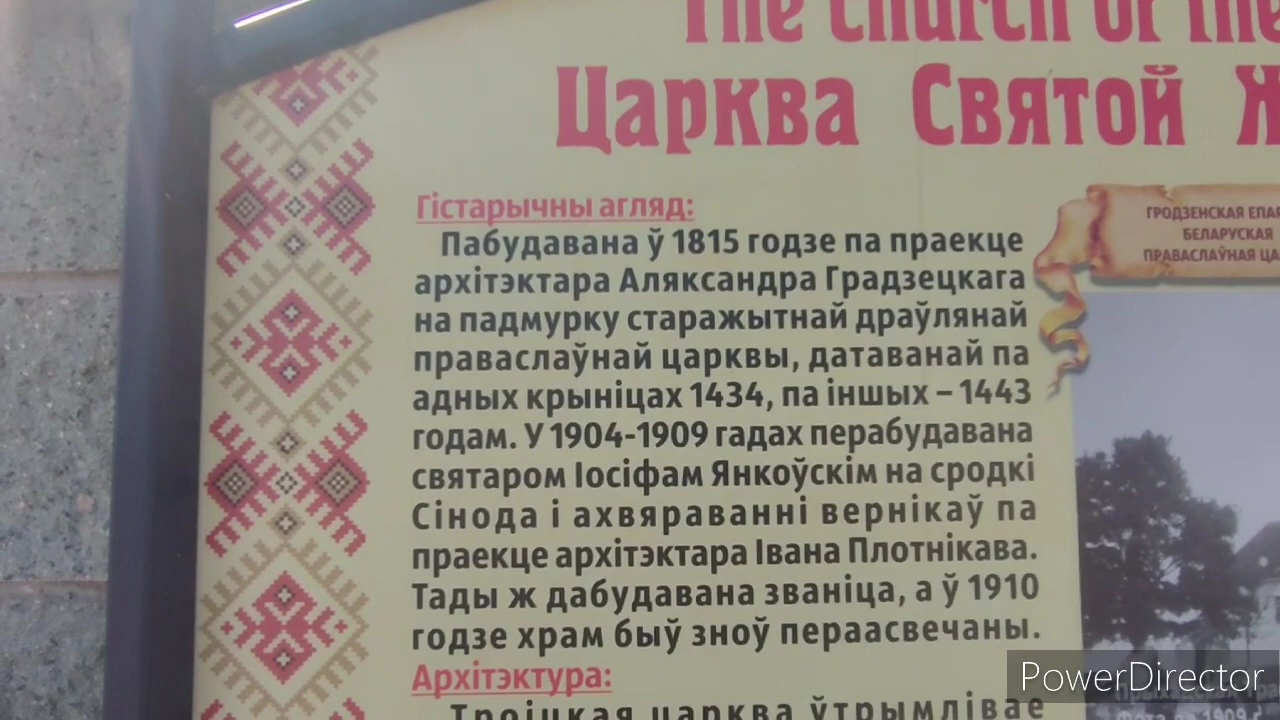 The Church of the
Царква Святой
Гістарычны агляд:
Пабудавана ў 1815 годзе па праекце
архітэктара Аляксандра Градзецкага
на падмурку старажытнай драўлянай
праваслаўнай царквы, датаванай па
адных крыніцах 1434, па іншых – 1443
годам. У 1904-1909 гадах перабудавана
святаром Іосіфам Янкоўскім на сродкі
Сінода і ахвяраванні вернікаў па
праекце архітэктара Івана Плотнікава.
Тады ж дабудавана званіца, а ў 1910
годзе храм быў зноў пераасвечаны.
Архітэктура:
Троіцкая царква ўтрымлівае
ГРОДЗЕНСКАЯ
БЕЛАРУСКАЯ
ПРАВАСЛАЎНАЯ
PowerDirector